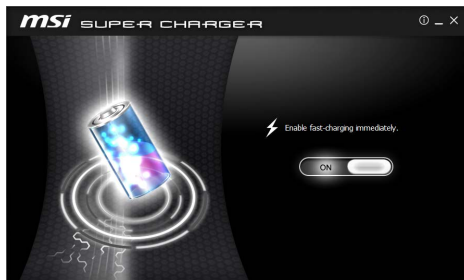 msi SUPER CHARGER
Enable fast-charging immediately.
ON